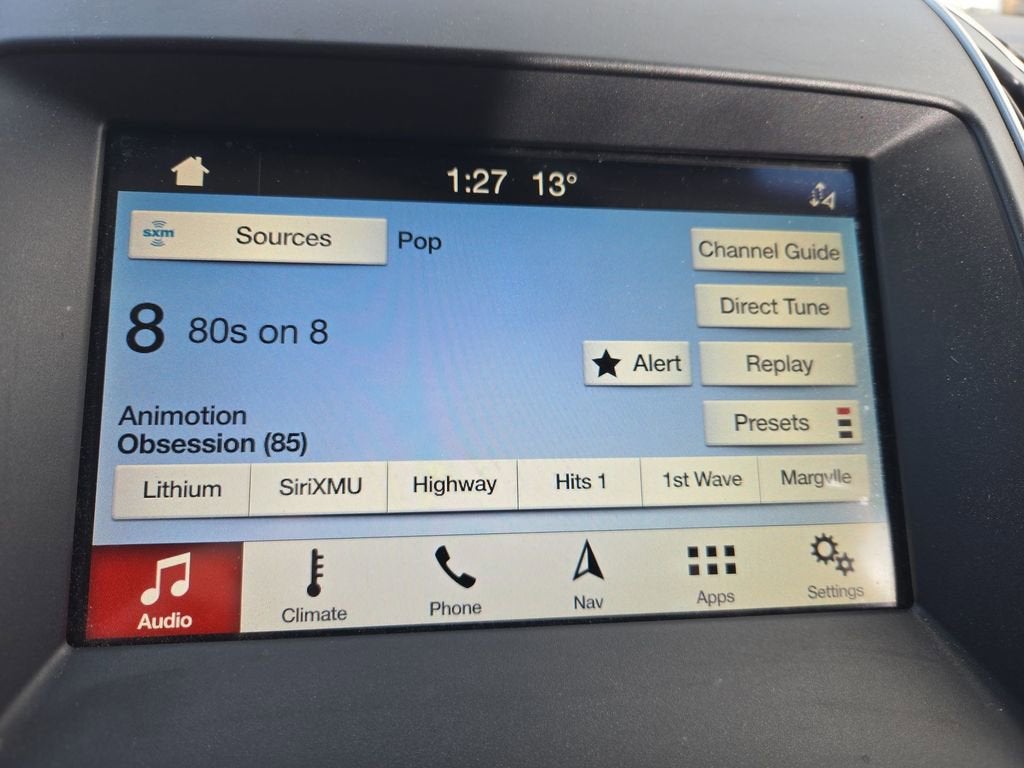 1:27 13°
sxm Sources Pop
Channel Guide
Direct Tune
8 80s on 8
Alert Replay
Animotion
Presets
Obsession (85)
Lithium SiriXMU Highway Hits 1 1st Wave Margvlle
Audio Climate Phone Nav Apps Settings